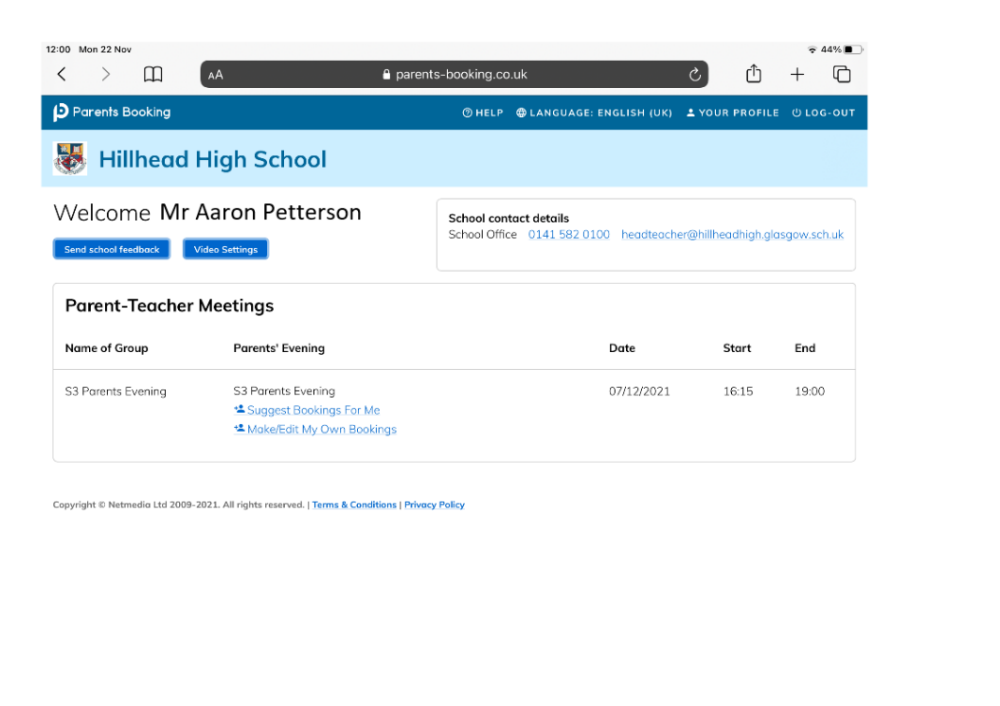 12:00 Mon 22 Nov 44%
AA parents-booking.co.uk
Parents Booking HELP LANGUAGE: ENGLISH (UK) YOUR PROFILE LOG-OUT
Hillhead High School
Welcome Mr Aaron Petterson
Send school feedback Video Settings
School contact details
School Office 0141 582 0100 headteacher@hillheadhigh.glasgow.sch.uk
Parent-Teacher Meetings
Name of Group Parents' Evening Date Start End
S3 Parents Evening S3 Parents Evening 07/12/2021 16:15 19:00
Suggest Bookings For Me
Make/Edit My Own Bookings
Copyright © Netmedia Ltd 2009-2021. All rights reserved. | Terms & Conditions | Privacy Policy